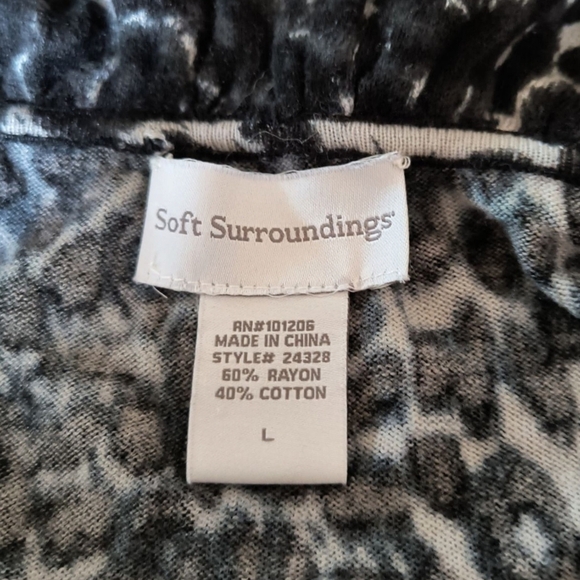 Soft Surroundings
RN#101206
MADE IN CHINA
STYLE# 24328
60% RAYON
40% COTTON
L